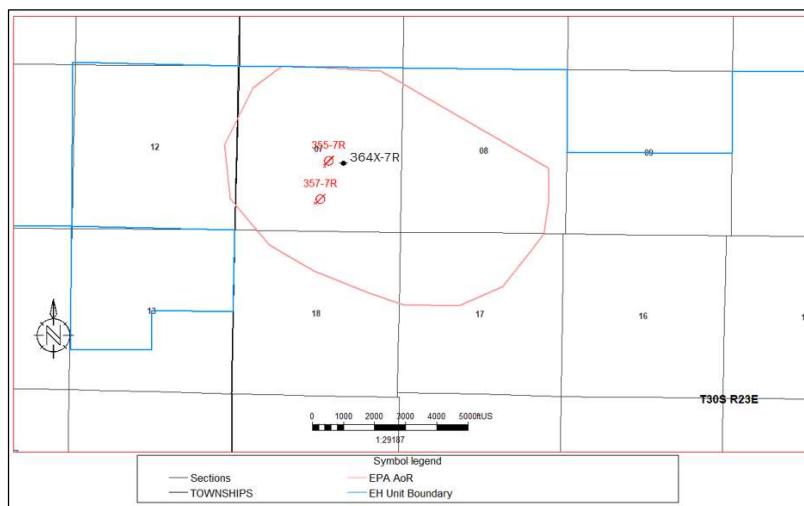 12
07
08
09
355-7R
364X-7R
357-7R
13
18
17
16
T30S R23E
N
0 1000 2000 3000 4000 5000ftUS
1:29187
Symbol legend
Sections
EPA AoR
TOWNSHIPS
EH Unit Boundary